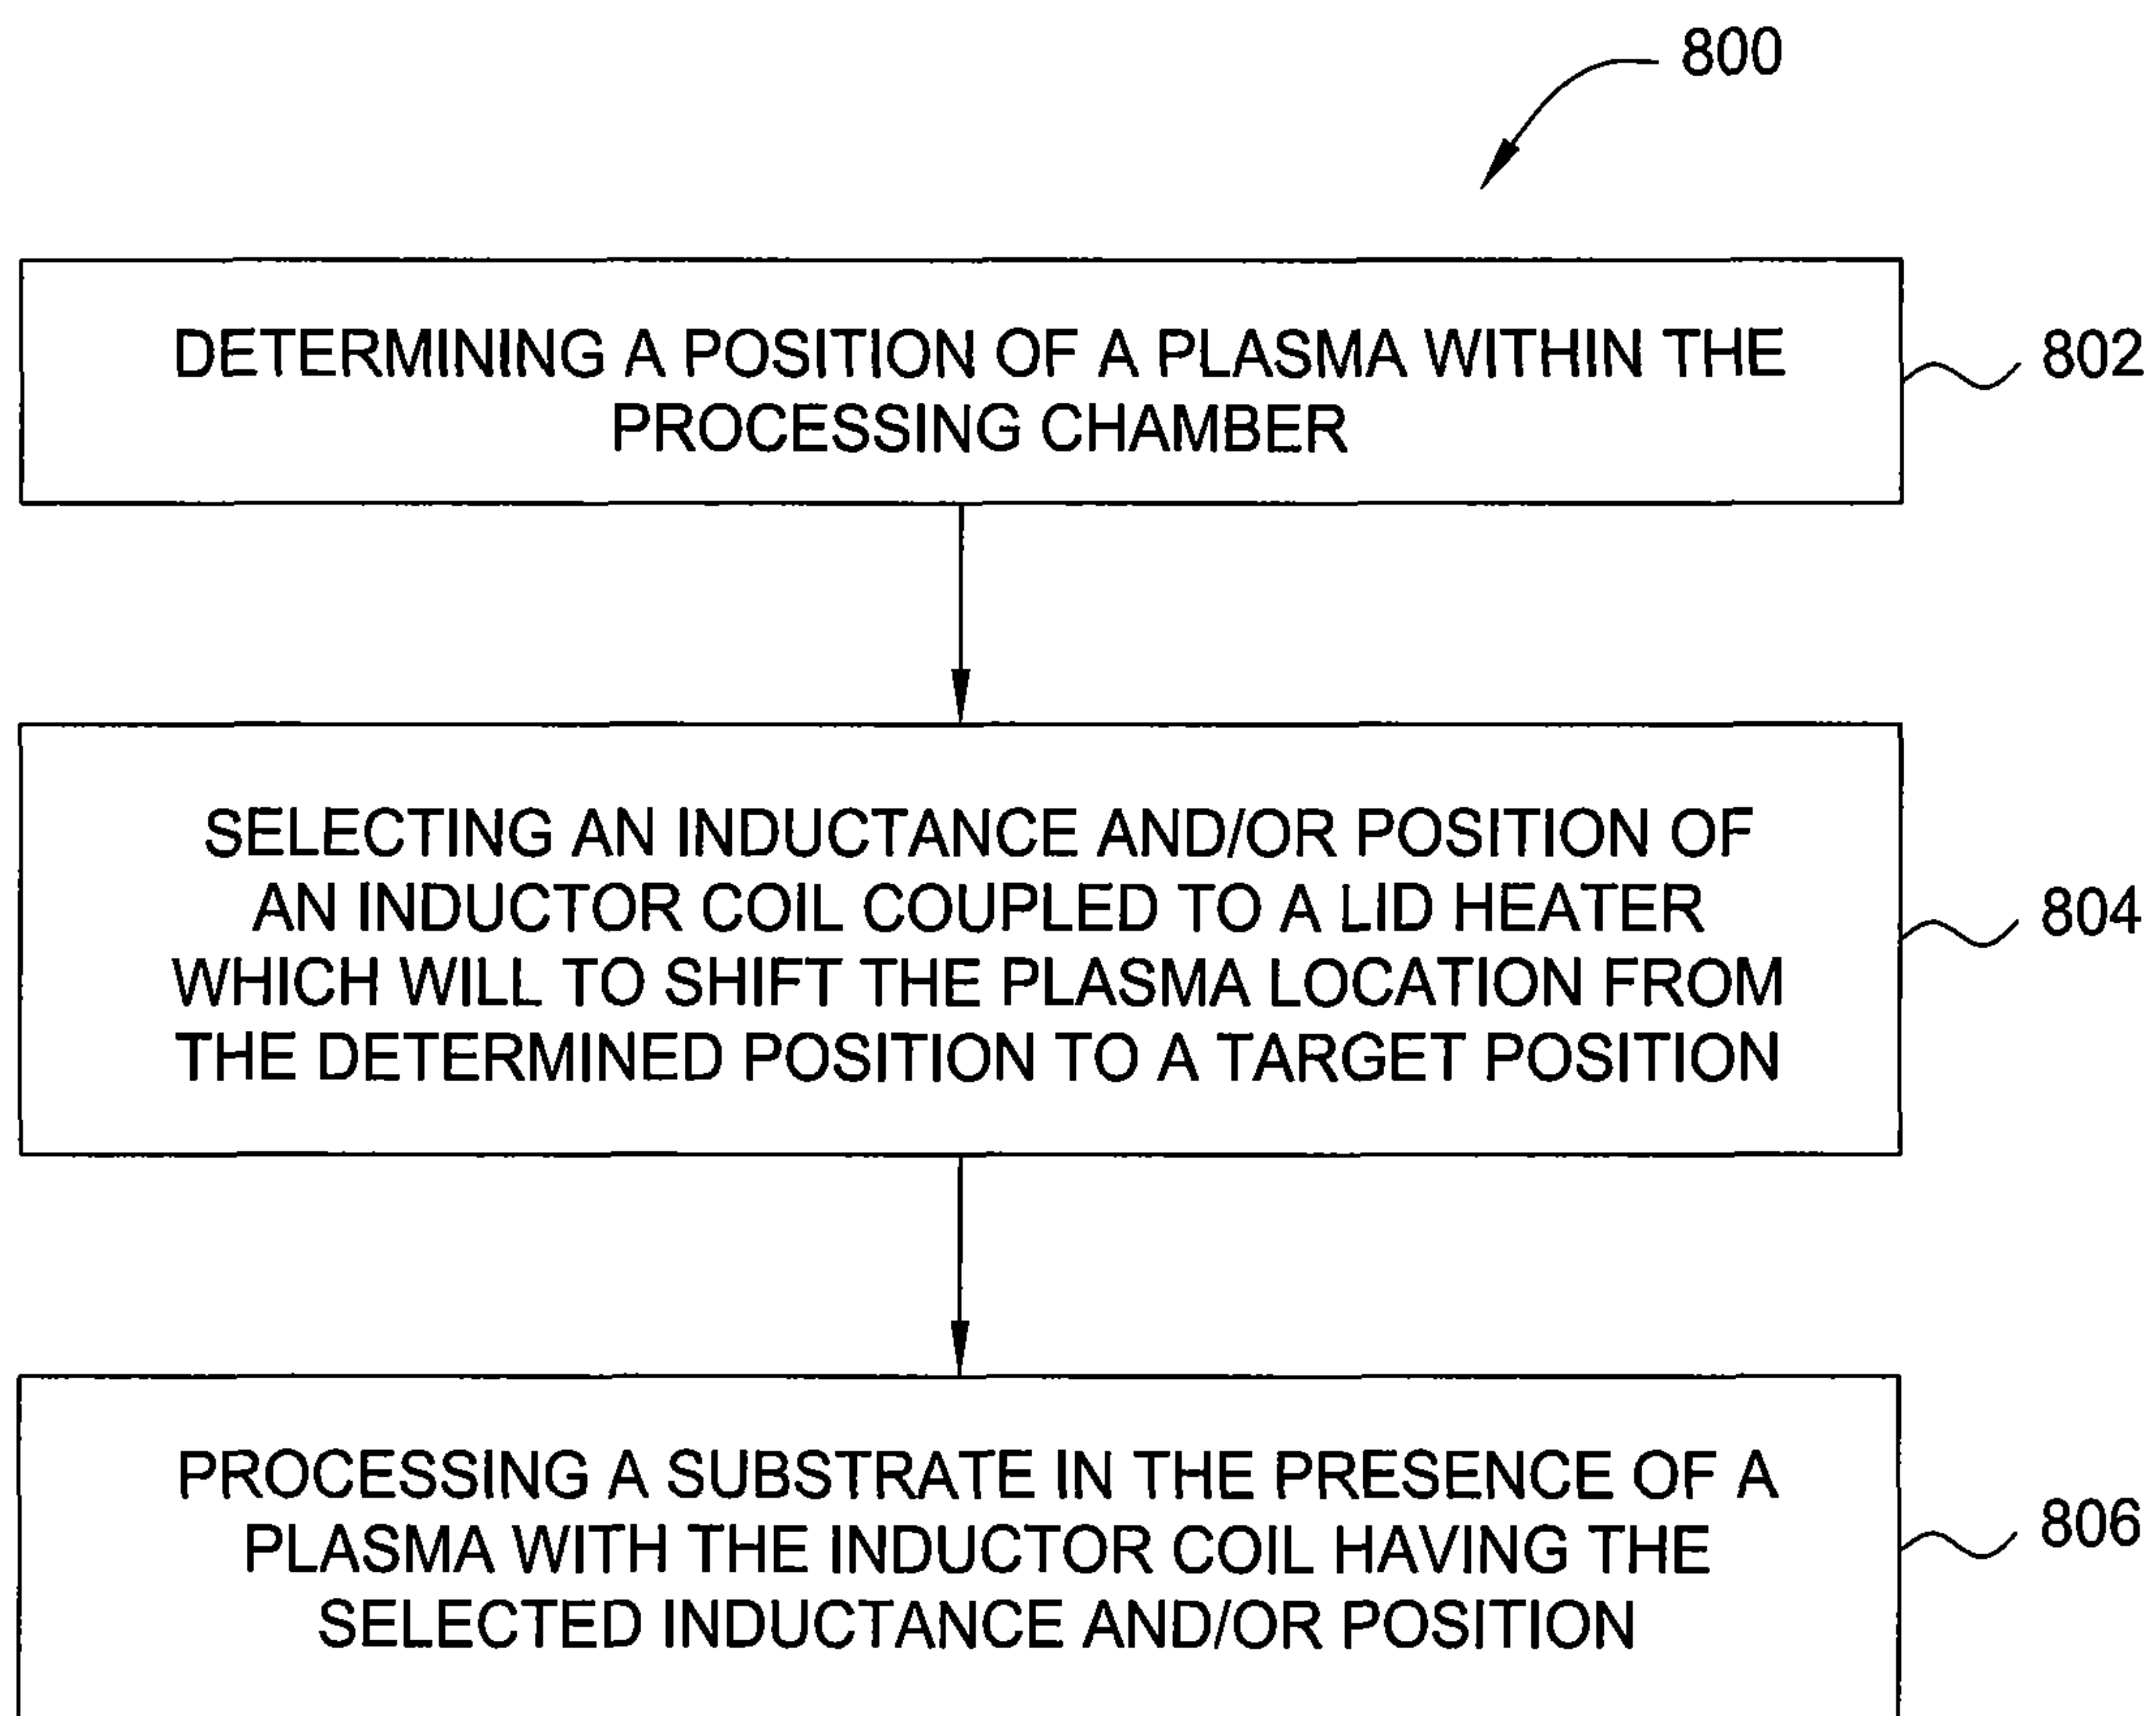 800
DETERMINING A POSITION OF A PLASMA WITHIN THE
PROCESSING CHAMBER
802
SELECTING AN INDUCTANCE AND/OR POSITION OF
AN INDUCTOR COIL COUPLED TO A LID HEATER
WHICH WILL TO SHIFT THE PLASMA LOCATION FROM
THE DETERMINED POSITION TO A TARGET POSITION
804
PROCESSING A SUBSTRATE IN THE PRESENCE OF A
PLASMA WITH THE INDUCTOR COIL HAVING THE
SELECTED INDUCTANCE AND/OR POSITION
806